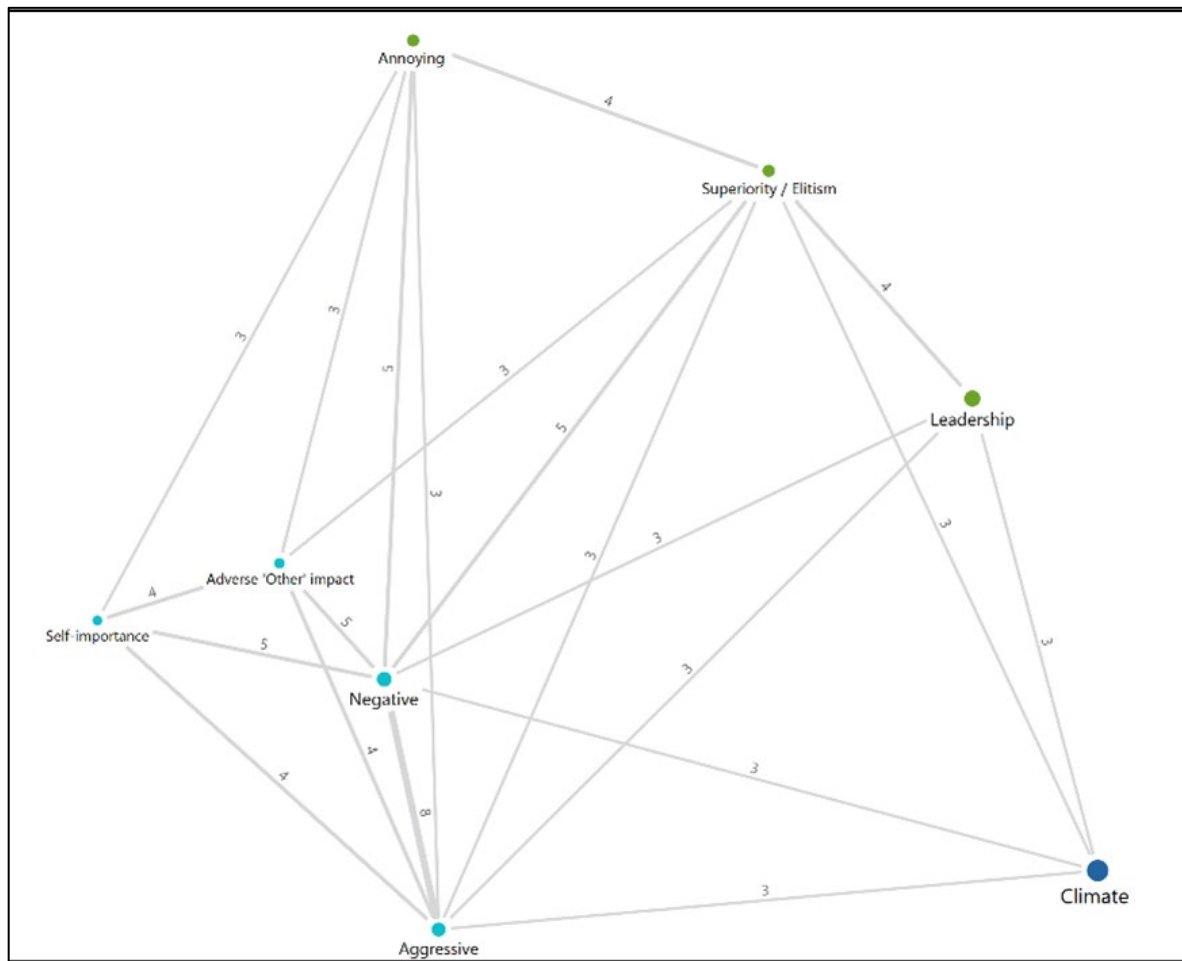 Annoying
4
Superiority / Elitism
4
Leadership
3
3
3
5
5
3
3
3
3
Adverse 'Other' impact
4
Self-importance
5
5
Negative
3
3
4
4
8
3
3
Climate
Aggressive